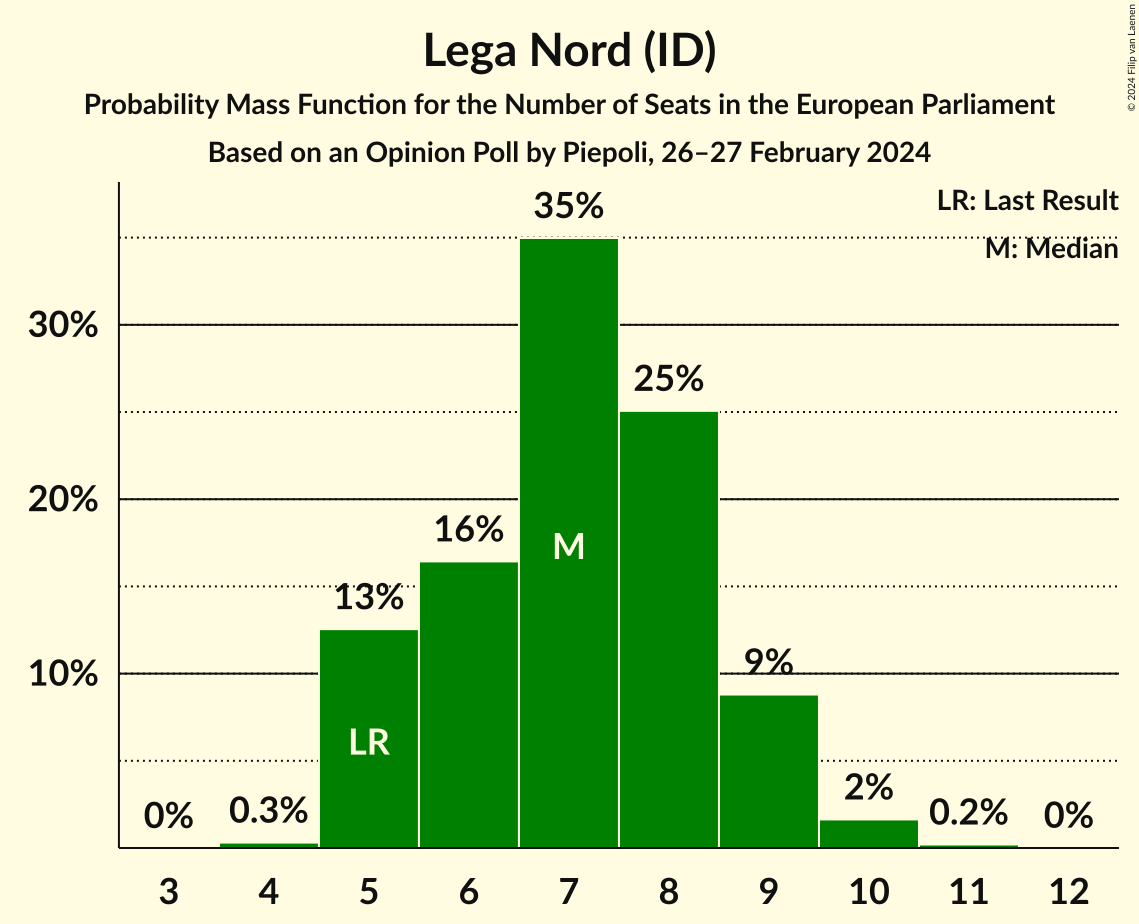 Lega Nord (ID)
Probability Mass Function for the Number of Seats in the European Parliament
Based on an Opinion Poll by Piepoli, 26–27 February 2024
© 2024 Filip van Laenen
LR: Last Result
M: Median
35%
30%
25%
20%
16%
M
13%
10%
9%
LR
2%
0%
0.3%
0.2%
0%
3 4 5 6 7 8 9 10 11 12